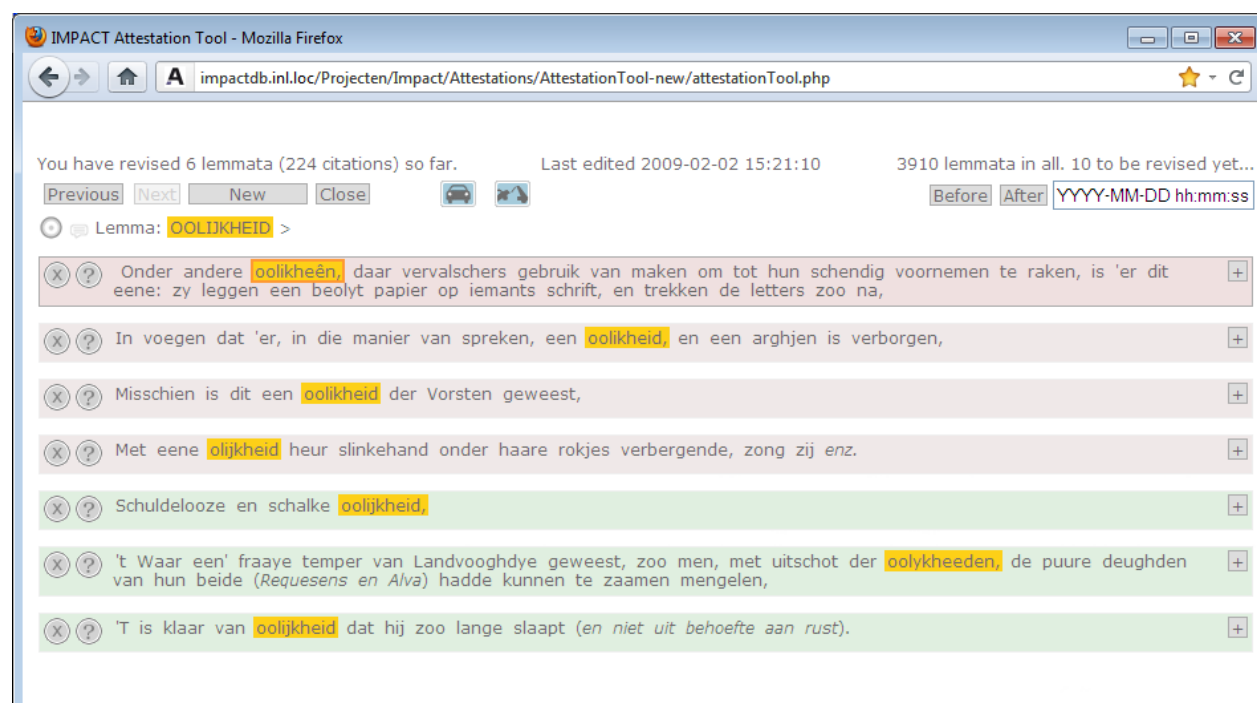 IMPACT Attestation Tool - Mozilla Firefox
A impactdb.inl.loc/Projecten/Impact/Attestations/AttestationTool-new/attestationTool.php
You have revised 6 lemmata (224 citations) so far. Last edited 2009-02-02 15:21:10 3910 lemmata in all. 10 to be revised yet...
Previous Next New Close Before After YYYY-MM-DD hh:mm:ss
Lemma: OOLIJKHEID >
X ? Onder andere oolikheên, daar vervalschers gebruik van maken om tot hun schendig voornemen te raken, is 'er dit +
eene: zy leggen een beolyt papier op iemants schrift, en trekken de letters zoo na,
X ? In voegen dat 'er, in die manier van spreken, een oolikheid, en een arghjen is verborgen, +
X ? Misschien is dit een oolikheid der Vorsten geweest, +
X ? Met eene olijkheid heur slinkehand onder haare rokjes verbergende, zong zij enz. +
X ? Schuldelooze en schalke oolijkheid, +
X ? 't Waar een' fraaye temper van Landvooghdye geweest, zoo men, met uitschot der oolykheeden, de puure deughden +
van hun beide (Requesens en Alva) hadde kunnen te zaamen mengelen,
X ? 'T is klaar van oolijkheid dat hij zoo lange slaapt (en niet uit behoefte aan rust). +